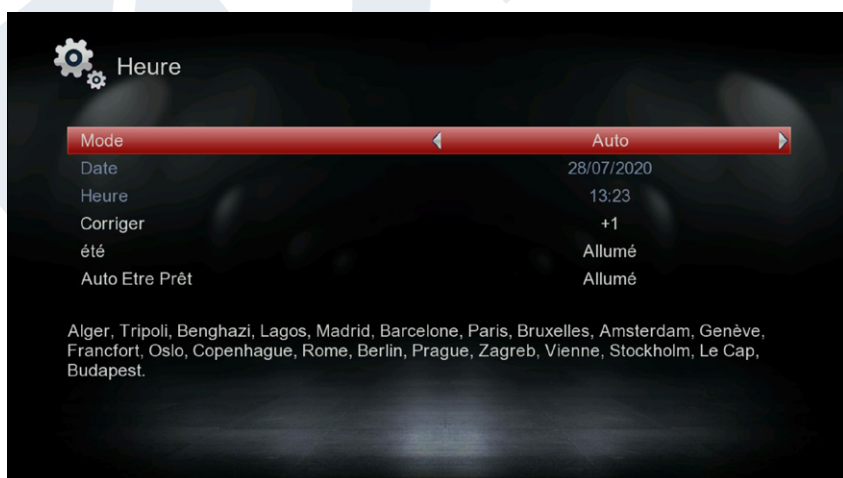 Heure
Mode Auto
Date 28/07/2020
Heure 13:23
Corriger +1
été Allumé
Auto Etre Prêt Allumé
Alger, Tripoli, Benghazi, Lagos, Madrid, Barcelone, Paris, Bruxelles, Amsterdam, Genève,
Francfort, Oslo, Copenhague, Rome, Berlin, Prague, Zagreb, Vienne, Stockholm, Le Cap,
Budapest.